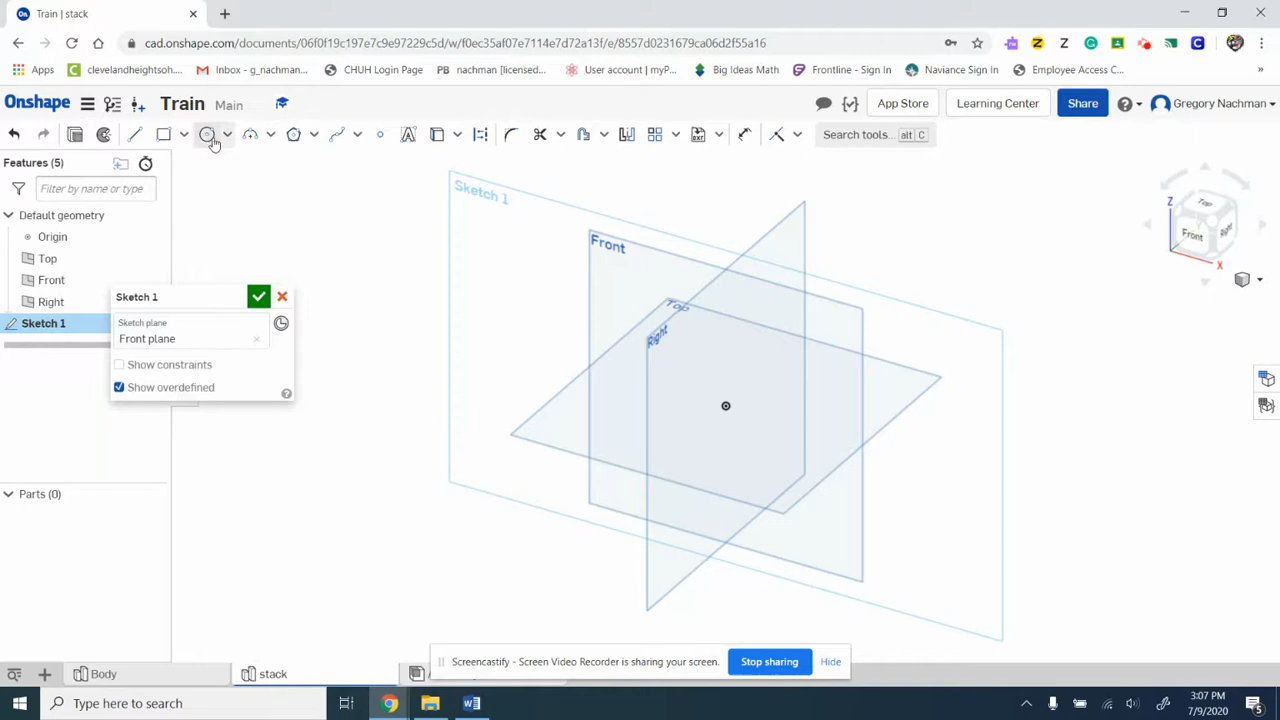 Train | stack
cad.onshape.com/documents/06f0f19c197e7c9e97229c5d/w/f0ec35f07e7114e7d72a13f/e/8557d0231679ca06d2f55a16
Apps
clevelandheightsoh....
Inbox - g_nachman...
CHUH Login Page
PB nachman [licensed...
User account | myP...
Big Ideas Math
Frontline - Sign In
Naviance Sign In
Employee Access C...
»
Onshape
Train Main
App Store
Learning Center
Share
Gregory Nachman
Search tools... alt C
Features (5)
Filter by name or type
Default geometry
Origin
Top
Front
Right
Sketch 1
Sketch 1
Sketch plane
Front plane
Show constraints
Show overdefined
Parts (0)
Sketch 1
Front
Top
Right
Z
Top
Front
Right
X
Screencastify - Screen Video Recorder is sharing your screen.
Stop sharing
Hide
Body
stack
Type here to search
3:07 PM
7/9/2020
5